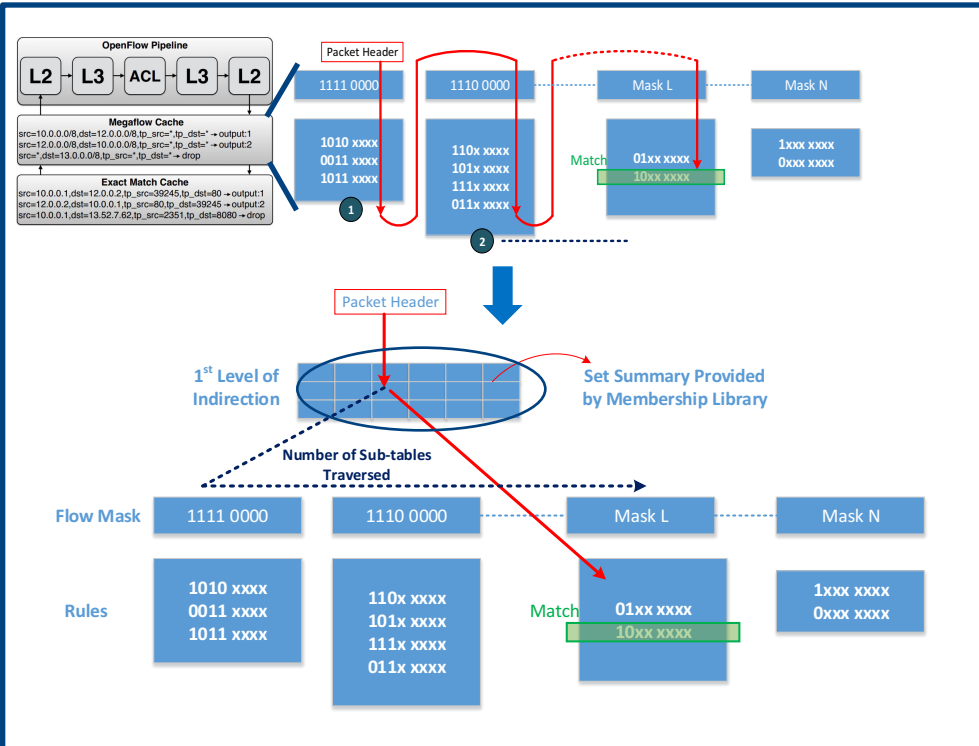 OpenFlow Pipeline
L2 L3 ACL L3 L2
Megaflow Cache
src=10.0.0.0/8,dst=12.0.0.0/8,tp_src=*,tp_dst=* → output:1
src=12.0.0.0/8,dst=10.0.0.0/8,tp_src=*,tp_dst=* → output:2
src=*,dst=13.0.0.0/8,tp_src=*,tp_dst=* → drop
Exact Match Cache
src=10.0.0.1,dst=12.0.0.2,tp_src=39245,tp_dst=80 → output:1
src=12.0.0.2,dst=10.0.0.1,tp_src=80,tp_dst=39245 → output:2
src=10.0.0.1,dst=13.52.7.62,tp_src=2351,tp_dst=8080 → drop
Packet Header
1111 0000
1110 0000
Mask L
Mask N
1010 xxxx
0011 xxxx
1011 xxxx
1
110x xxxx
101x xxxx
111x xxxx
011x xxxx
2
Match
01xx xxxx
10xx xxxx
1xxx xxxx
0xxx xxxx
Packet Header
1st Level of
Indirection
Set Summary Provided
by Membership Library
Number of Sub-tables
Traversed
Flow Mask
1111 0000
1110 0000
Mask L
Mask N
Rules
1010 xxxx
0011 xxxx
1011 xxxx
110x xxxx
101x xxxx
111x xxxx
011x xxxx
Match
01xx xxxx
10xx xxxx
1xxx xxxx
0xxx xxxx